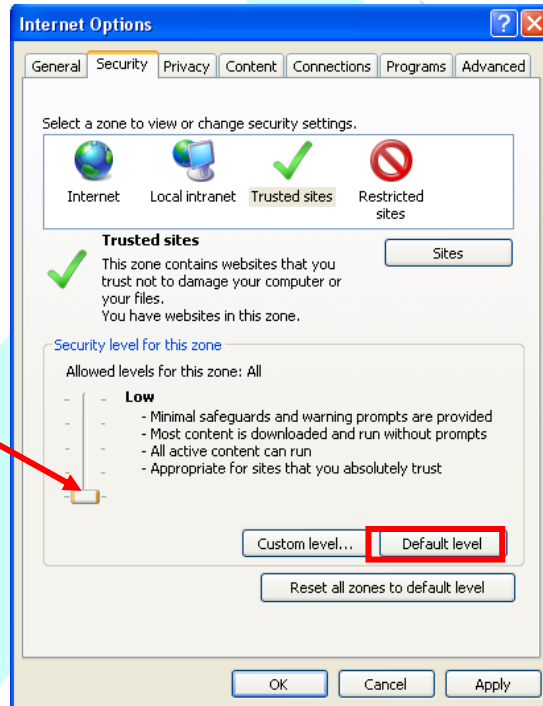 Internet Options
General Security Privacy Content Connections Programs Advanced
Select a zone to view or change security settings.
Internet Local intranet Trusted sites Restricted
sites
Trusted sites
Sites
This zone contains websites that you
trust not to damage your computer or
your files.
You have websites in this zone.
Security level for this zone
Allowed levels for this zone: All
Low
- Minimal safeguards and warning prompts are provided
- Most content is downloaded and run without prompts
- All active content can run
- Appropriate for sites that you absolutely trust
Custom level... Default level
Reset all zones to default level
OK Cancel Apply